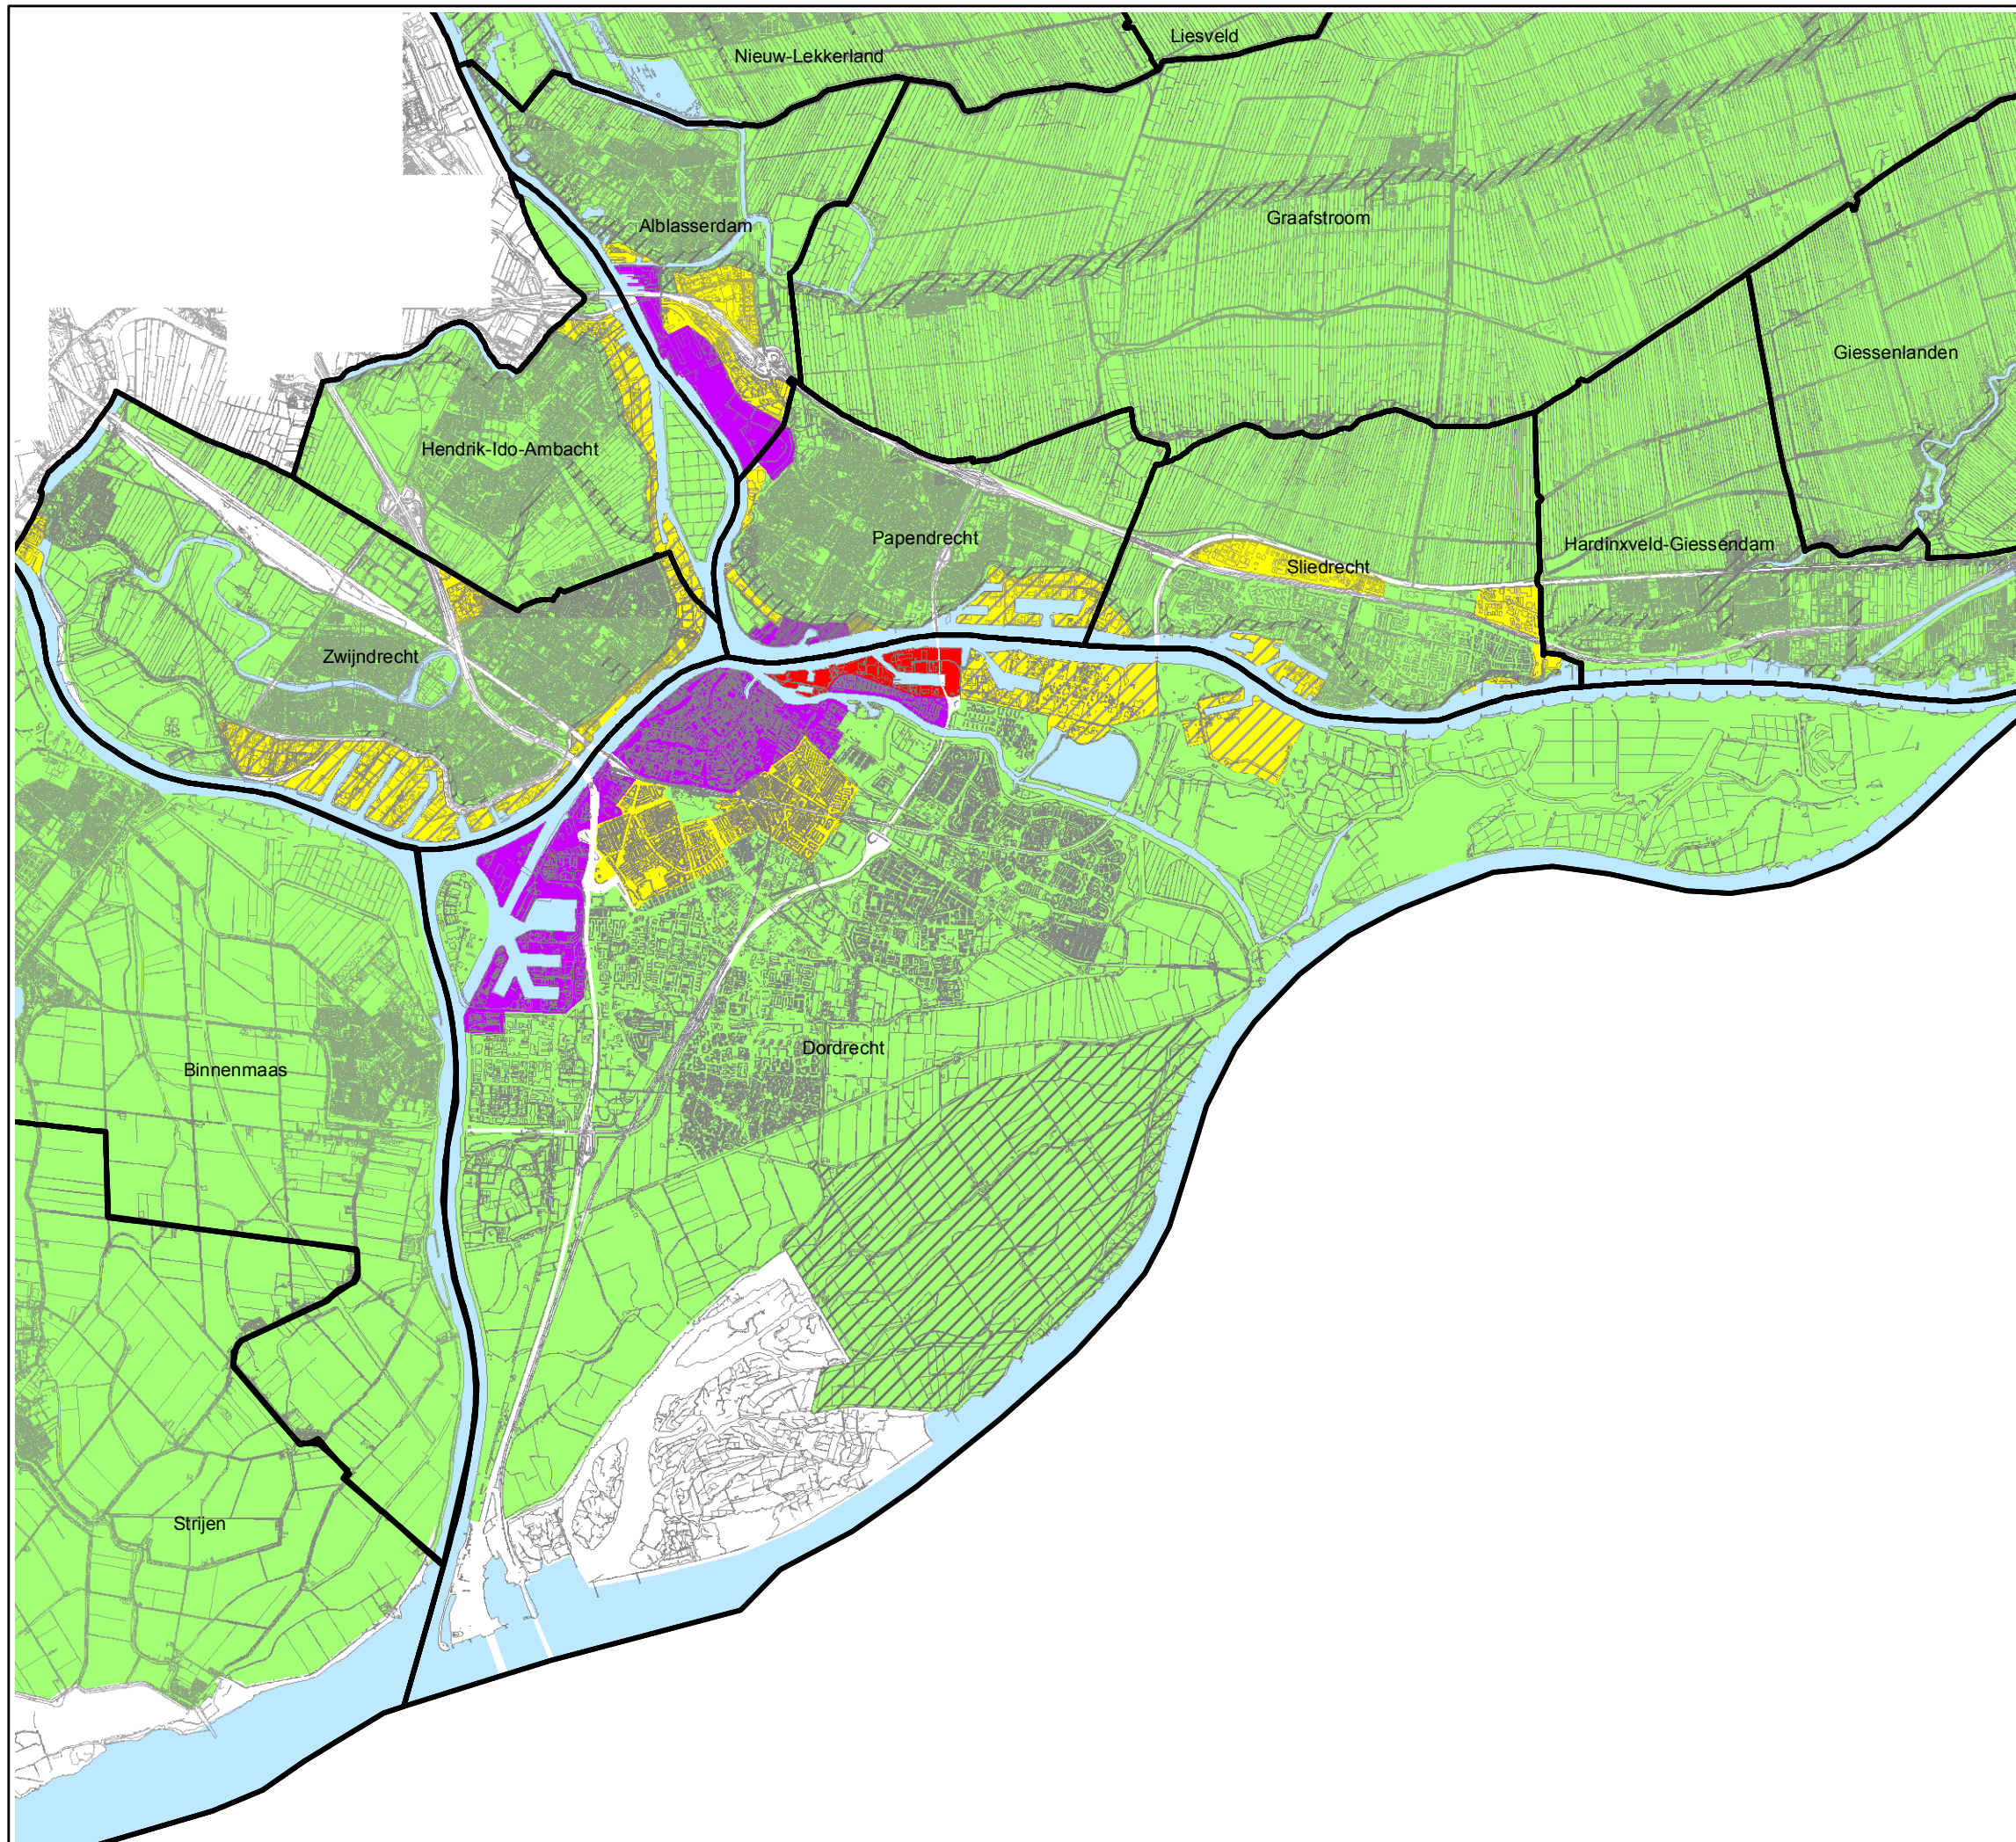 Liesveld
Nieuw-Lekkerland
Alblasserdam
Graafstroom
Giessenlanden
Hendrik-Ido-Ambacht
Papendrecht
Hardinxveld-Giessendam
Sliedrecht
Zwijndrecht
Dordrecht
Binnenmaas
Strijen